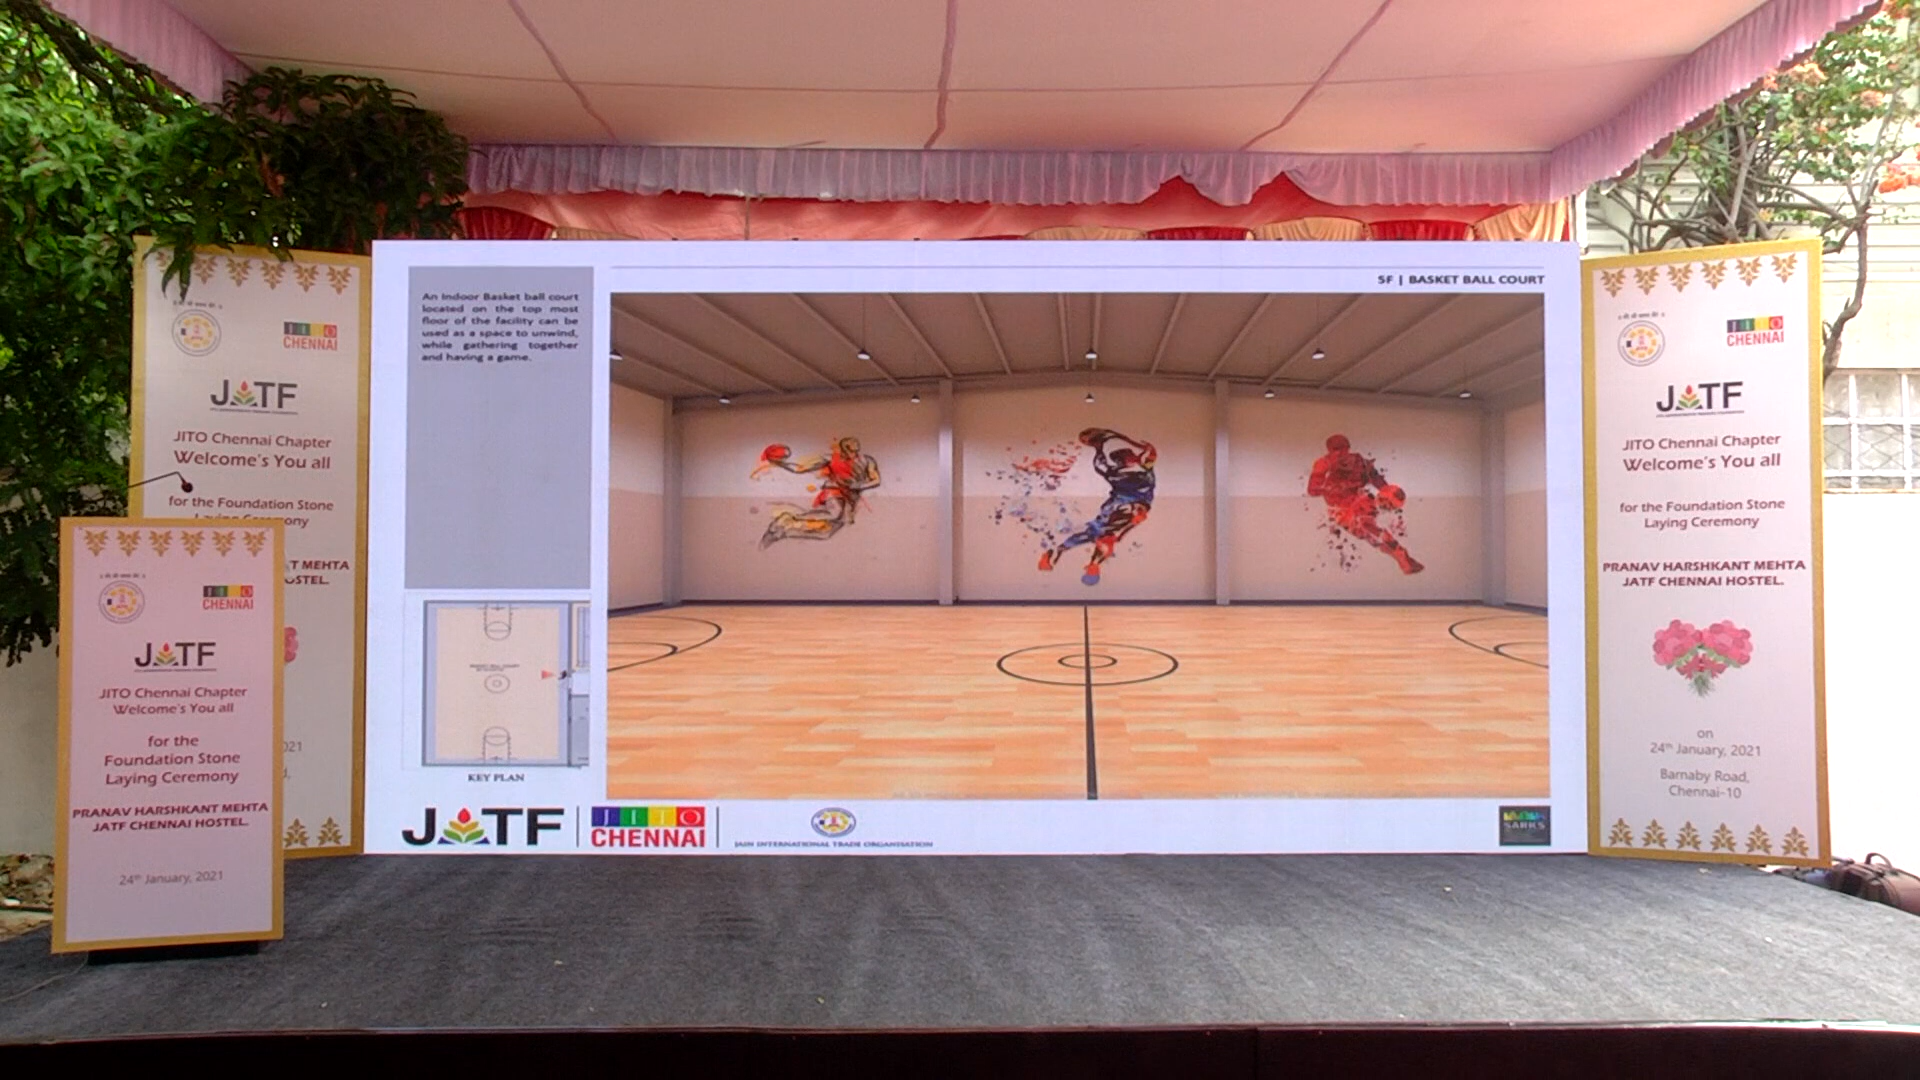 JITO
CHENNAI
JATF
JITO Chennai Chapter
Welcome's You all
for the Foundation Stone
Laying Ceremony
T MEHTA
OSTEL.
2021
JITO
CHENNAI
JATF
JITO Chennai Chapter
Welcome's You all
for the
Foundation Stone
Laying Ceremony
PRANAV HARSHKANT MEHTA
JATF CHENNAI HOSTEL.
24th January, 2021
An Indoor Basket ball court
located on the top most
floor of the facility can be
used as a space to unwind,
while gathering together
and having a game.
5F | BASKET BALL COURT
KEY PLAN
JATF
JITO
CHENNAI
JAIN INTERNATIONAL TRADE ORGANISATION
SARKS
JITO
CHENNAI
JATF
JITO Chennai Chapter
Welcome's You all
for the Foundation Stone
Laying Ceremony
PRANAV HARSHKANT MEHTA
JATF CHENNAI HOSTEL.
on
24th January, 2021
Barnaby Road,
Chennai-10